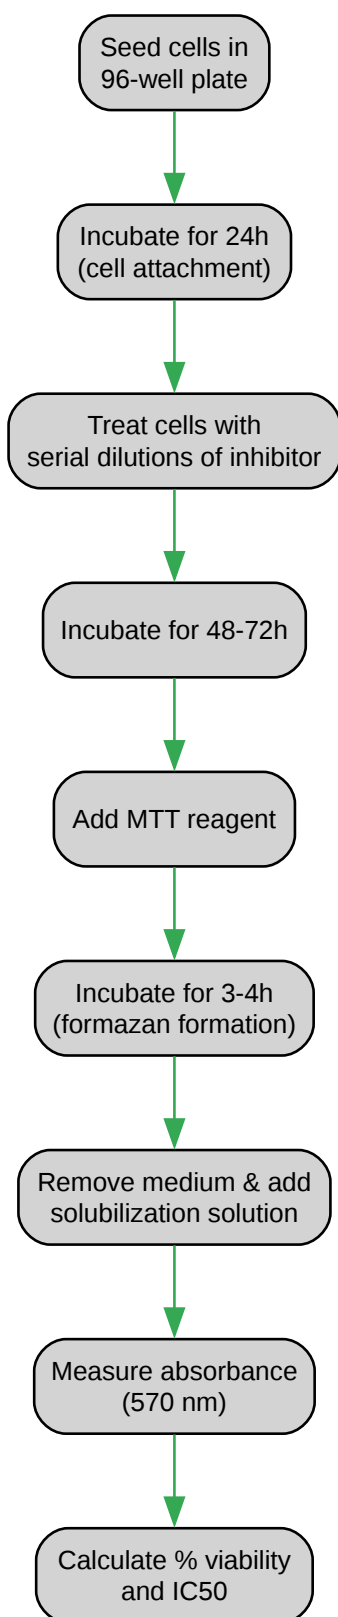 Seed cells in
96-well plate
Incubate for 24h
(cell attachment)
Treat cells with
serial dilutions of inhibitor
Incubate for 48-72h
Add MTT reagent
Incubate for 3-4h
(formazan formation)
Remove medium & add
solubilization solution
Measure absorbance
(570 nm)
Calculate % viability
and IC50